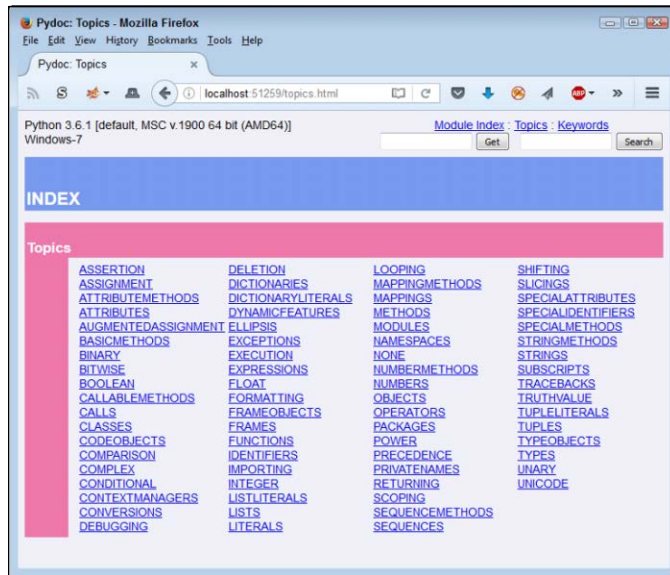 Pydoc: Topics - Mozilla Firefox
File Edit View History Bookmarks Tools Help
Pydoc: Topics ×
S localhost:51259/topics.html ABP »
Python 3.6.1 [default, MSC v.1900 64 bit (AMD64)]
Windows-7
Module Index : Topics : Keywords
Get Search
INDEX
Topics
ASSERTION DELETION LOOPING SHIFTING
ASSIGNMENT DICTIONARIES MAPPINGMETHODS SLICINGS
ATTRIBUTEMETHODS DICTIONARYLITERALS MAPPINGS SPECIALATTRIBUTES
ATTRIBUTES DYNAMICFEATURES METHODS SPECIALIDENTIFIERS
AUGMENTEDASSIGNMENT ELLIPSIS MODULES SPECIALMETHODS
BASICMETHODS EXCEPTIONS NAMESPACES STRINGMETHODS
BINARY EXECUTION NONE STRINGS
BITWISE EXPRESSIONS NUMBERMETHODS SUBSCRIPTS
BOOLEAN FLOAT NUMBERS TRACEBACKS
CALLABLEMETHODS FORMATTING OBJECTS TRUTHVALUE
CALLS FRAMEOBJECTS OPERATORS TUPLELITERALS
CLASSES FRAMES PACKAGES TUPLES
CODEOBJECTS FUNCTIONS POWER TYPEOBJECTS
COMPARISON IDENTIFIERS PRECEDENCE TYPES
COMPLEX IMPORTING PRIVATENAMES UNARY
CONDITIONAL INTEGER RETURNING UNICODE
CONTEXTMANAGERS LISTLITERALS SCOPING
CONVERSIONS LISTS SEQUENCEMETHODS
DEBUGGING LITERALS SEQUENCES